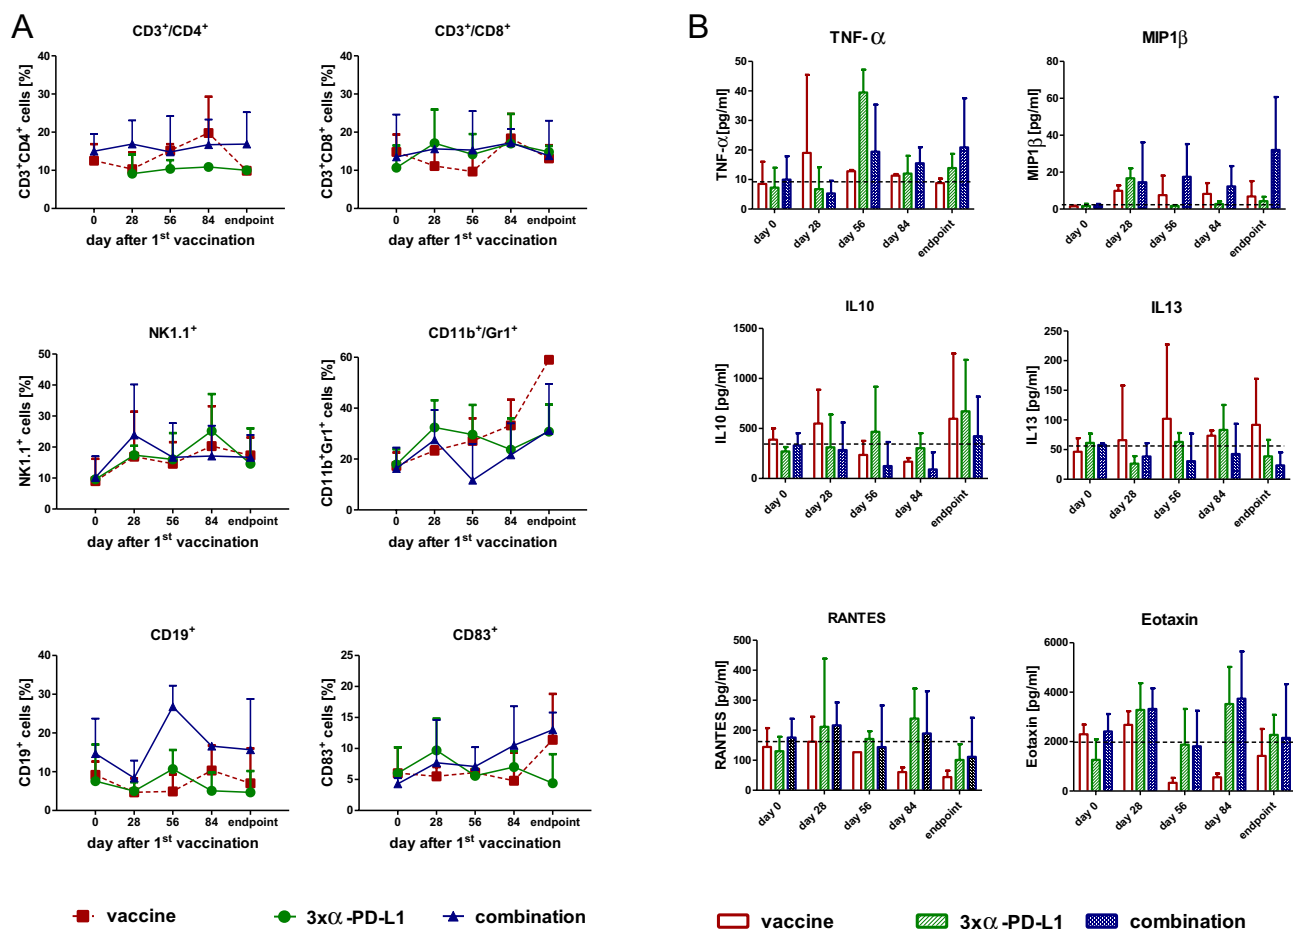 A
CD3⁺/CD4⁺
CD3⁺CD4⁺ cells [%]
40
30
20
10
0
0 28 56 84 endpoint
day after 1ˢᵗ vaccination
CD3⁺/CD8⁺
CD3⁺CD8⁺ cells [%]
40
30
20
10
0
0 28 56 84 endpoint
day after 1ˢᵗ vaccination
NK1.1⁺
NK1.1⁺ cells [%]
50
40
30
20
10
0
0 28 56 84 endpoint
day after 1ˢᵗ vaccination
CD11b⁺/Gr1⁺
CD11b⁺Gr1⁺ cells [%]
60
40
20
0
0 28 56 84 endpoint
day after 1ˢᵗ vaccination
CD19⁺
CD19⁺ cells [%]
40
30
20
10
0
0 28 56 84 endpoint
day after 1ˢᵗ vaccination
CD83⁺
CD83⁺ cells [%]
25
20
15
10
5
0
0 28 56 84 endpoint
day after 1ˢᵗ vaccination
vaccine 3xα-PD-L1 combination
B
TNF-α
TNF-α [pg/ml]
50
40
30
20
10
0
day 0 day 28 day 56 day 84 endpoint
MIP1β
MIP1β [pg/ml]
80
60
40
20
0
day 0 day 28 day 56 day 84 endpoint
IL10
IL10 [pg/ml]
1500
1000
500
0
day 0 day 28 day 56 day 84 endpoint
IL13
IL13 [pg/ml]
250
200
150
100
50
0
day 0 day 28 day 56 day 84 endpoint
RANTES
RANTES [pg/ml]
500
400
300
200
100
0
day 0 day 28 day 56 day 84 endpoint
Eotaxin
Eotaxin [pg/ml]
6000
4000
2000
0
day 0 day 28 day 56 day 84 endpoint
vaccine 3xα-PD-L1 combination